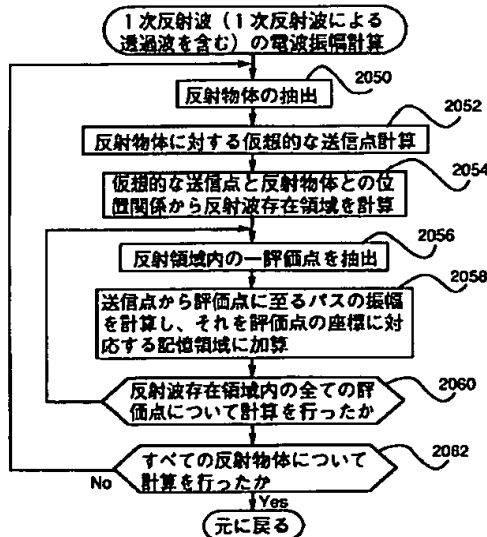 １次反射波（１次反射波による
透過波を含む）の電波振幅計算
2050
反射物体の抽出
2052
反射物体に対する仮想的な送信点計算
2054
仮想的な送信点と反射物体との位
置関係から反射波存在領域を計算
2056
反射領域内の一評価点を抽出
2058
送信点から評価点に至るパスの振幅
を計算し、それを評価点の座標に対
応する記憶領域に加算
2060
反射波存在領域内の全ての評
価点について計算を行ったか
2062
すべての反射物体について
計算を行ったか
No
Yes
元に戻る